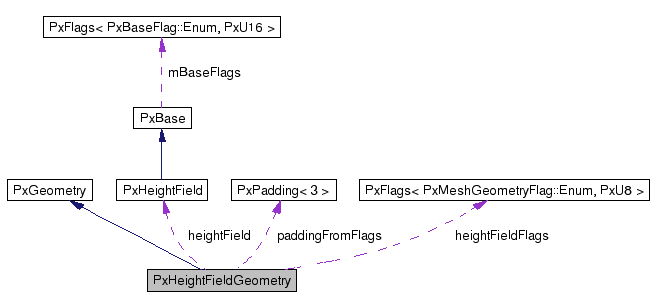 PxFlags< PxBaseFlag::Enum, PxU16 >
mBaseFlags
PxBase
PxGeometry
PxHeightField
PxPadding< 3 >
PxFlags< PxMeshGeometryFlag::Enum, PxU8 >
heightField
paddingFromFlags
heightFieldFlags
PxHeightFieldGeometry